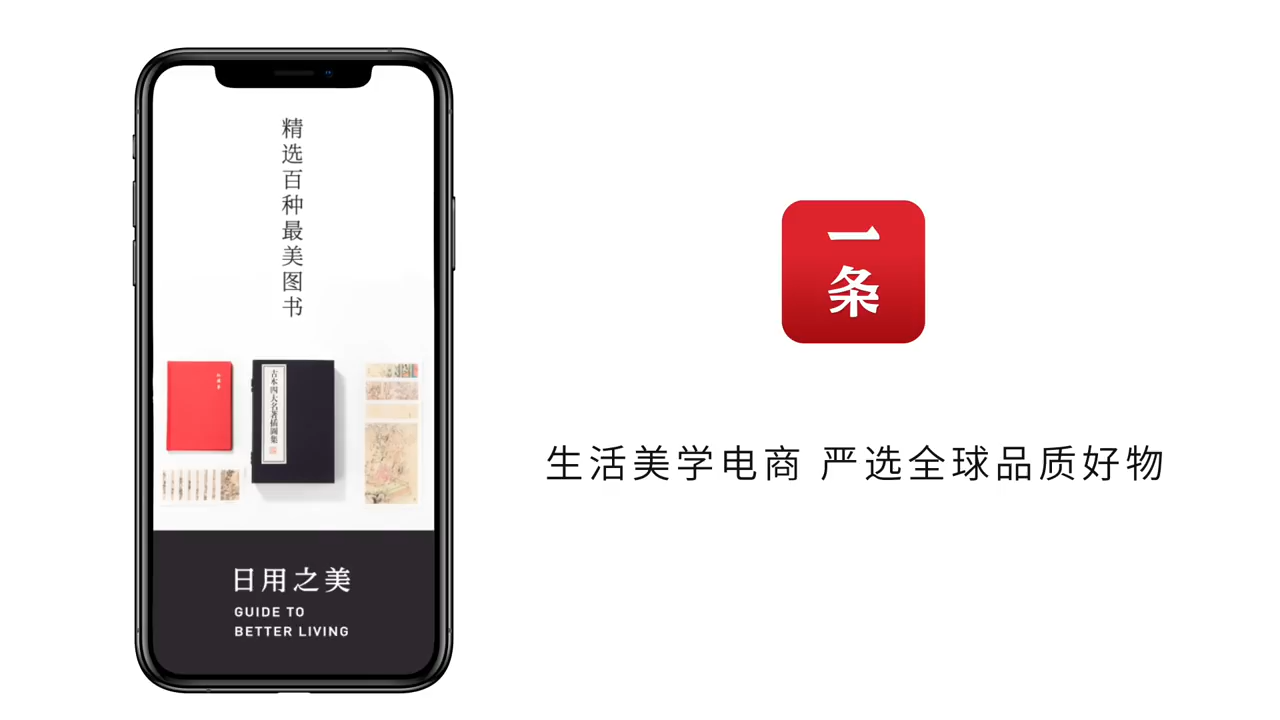 精选百种最美图书
古本四大名著插圖集
日用之美
GUIDE TO
BETTER LIVING
一
条
生活美学电商 严选全球品质好物